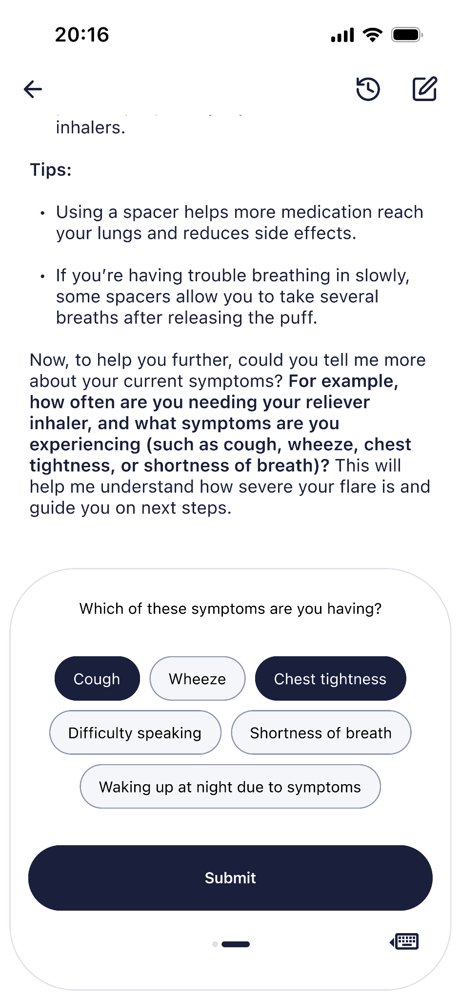 20:16
inhalers.
Tips:
• Using a spacer helps more medication reach
your lungs and reduces side effects.
• If you’re having trouble breathing in slowly,
some spacers allow you to take several
breaths after releasing the puff.
Now, to help you further, could you tell me more
about your current symptoms? For example,
how often are you needing your reliever
inhaler, and what symptoms are you
experiencing (such as cough, wheeze, chest
tightness, or shortness of breath)? This will
help me understand how severe your flare is and
guide you on next steps.
Which of these symptoms are you having?
Cough Wheeze Chest tightness
Difficulty speaking Shortness of breath
Waking up at night due to symptoms
Submit